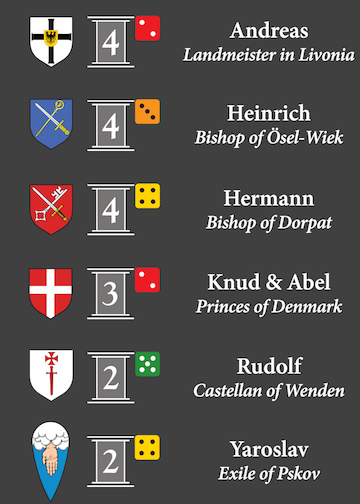 4
Andreas
Landmeister in Livonia
4
Heinrich
Bishop of Ösel-Wiek
4
Hermann
Bishop of Dorpat
3
Knud & Abel
Princes of Denmark
2
Rudolf
Castellan of Wenden
2
Yaroslav
Exile of Pskov